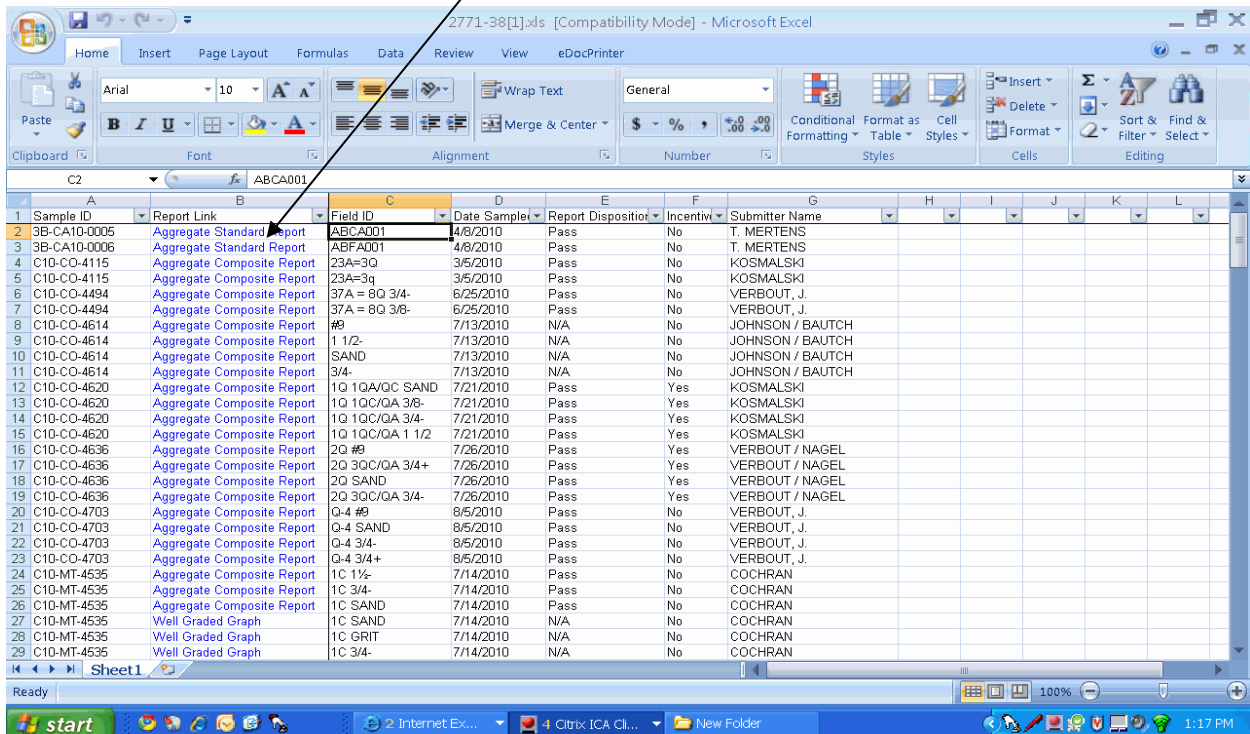 2771-38[1].xls [Compatibility Mode] - Microsoft Excel
Home Insert Page Layout Formulas Data Review View eDocPrinter
Arial 10 A A Wrap Text General Insert Σ
Paste B I U A Merge & Center $ % , .0 .00 .00 .0 Conditional Formatting Format as Table Cell Styles Delete Format Sort & Filter Find & Select
Clipboard Font Alignment Number Styles Cells Editing
C2 fx ABCA001
A B C D E F G H I J K L
1 Sample ID Report Link Field ID Date Sampled Report Disposition Incentive Submitter Name
2 3B-CA10-0005 Aggregate Standard Report ABCA001 4/8/2010 Pass No T. MERTENS
3 3B-CA10-0006 Aggregate Standard Report ABFA001 4/8/2010 Pass No T. MERTENS
4 C10-CO-4115 Aggregate Composite Report 23A=3Q 3/5/2010 Pass No KOSMALSKI
5 C10-CO-4115 Aggregate Composite Report 23A=3q 3/5/2010 Pass No KOSMALSKI
6 C10-CO-4494 Aggregate Composite Report 37A = 8Q 3/4- 6/25/2010 Pass No VERBOUT, J.
7 C10-CO-4494 Aggregate Composite Report 37A = 8Q 3/8- 6/25/2010 Pass No VERBOUT, J.
8 C10-CO-4614 Aggregate Composite Report #9 7/13/2010 N/A No JOHNSON / BAUTCH
9 C10-CO-4614 Aggregate Composite Report 1 1/2- 7/13/2010 N/A No JOHNSON / BAUTCH
10 C10-CO-4614 Aggregate Composite Report SAND 7/13/2010 N/A No JOHNSON / BAUTCH
11 C10-CO-4614 Aggregate Composite Report 3/4- 7/13/2010 N/A No JOHNSON / BAUTCH
12 C10-CO-4620 Aggregate Composite Report 1Q 1QA/QC SAND 7/21/2010 Pass Yes KOSMALSKI
13 C10-CO-4620 Aggregate Composite Report 1Q 1QC/QA 3/8- 7/21/2010 Pass Yes KOSMALSKI
14 C10-CO-4620 Aggregate Composite Report 1Q 1QC/QA 3/4- 7/21/2010 Pass Yes KOSMALSKI
15 C10-CO-4620 Aggregate Composite Report 1Q 1QC/QA 1 1/2 7/21/2010 Pass Yes KOSMALSKI
16 C10-CO-4636 Aggregate Composite Report 2Q #9 7/26/2010 Pass Yes VERBOUT / NAGEL
17 C10-CO-4636 Aggregate Composite Report 2Q 3QC/QA 3/4+ 7/26/2010 Pass Yes VERBOUT / NAGEL
18 C10-CO-4636 Aggregate Composite Report 2Q SAND 7/26/2010 Pass Yes VERBOUT / NAGEL
19 C10-CO-4636 Aggregate Composite Report 2Q 3QC/QA 3/4- 7/26/2010 Pass Yes VERBOUT / NAGEL
20 C10-CO-4703 Aggregate Composite Report Q-4 #9 8/5/2010 Pass No VERBOUT, J.
21 C10-CO-4703 Aggregate Composite Report Q-4 SAND 8/5/2010 Pass No VERBOUT, J.
22 C10-CO-4703 Aggregate Composite Report Q-4 3/4- 8/5/2010 Pass No VERBOUT, J.
23 C10-CO-4703 Aggregate Composite Report Q-4 3/4+ 8/5/2010 Pass No VERBOUT, J.
24 C10-MT-4535 Aggregate Composite Report 1C 1½- 7/14/2010 Pass No COCHRAN
25 C10-MT-4535 Aggregate Composite Report 1C 3/4- 7/14/2010 Pass No COCHRAN
26 C10-MT-4535 Aggregate Composite Report 1C SAND 7/14/2010 Pass No COCHRAN
27 C10-MT-4535 Well Graded Graph 1C SAND 7/14/2010 N/A No COCHRAN
28 C10-MT-4535 Well Graded Graph 1C GRIT 7/14/2010 N/A No COCHRAN
29 C10-MT-4535 Well Graded Graph 1C 3/4- 7/14/2010 N/A No COCHRAN
Sheet1
Ready 100%
start 2 Internet Ex... 4 Citrix ICA Cli... New Folder 1:17 PM